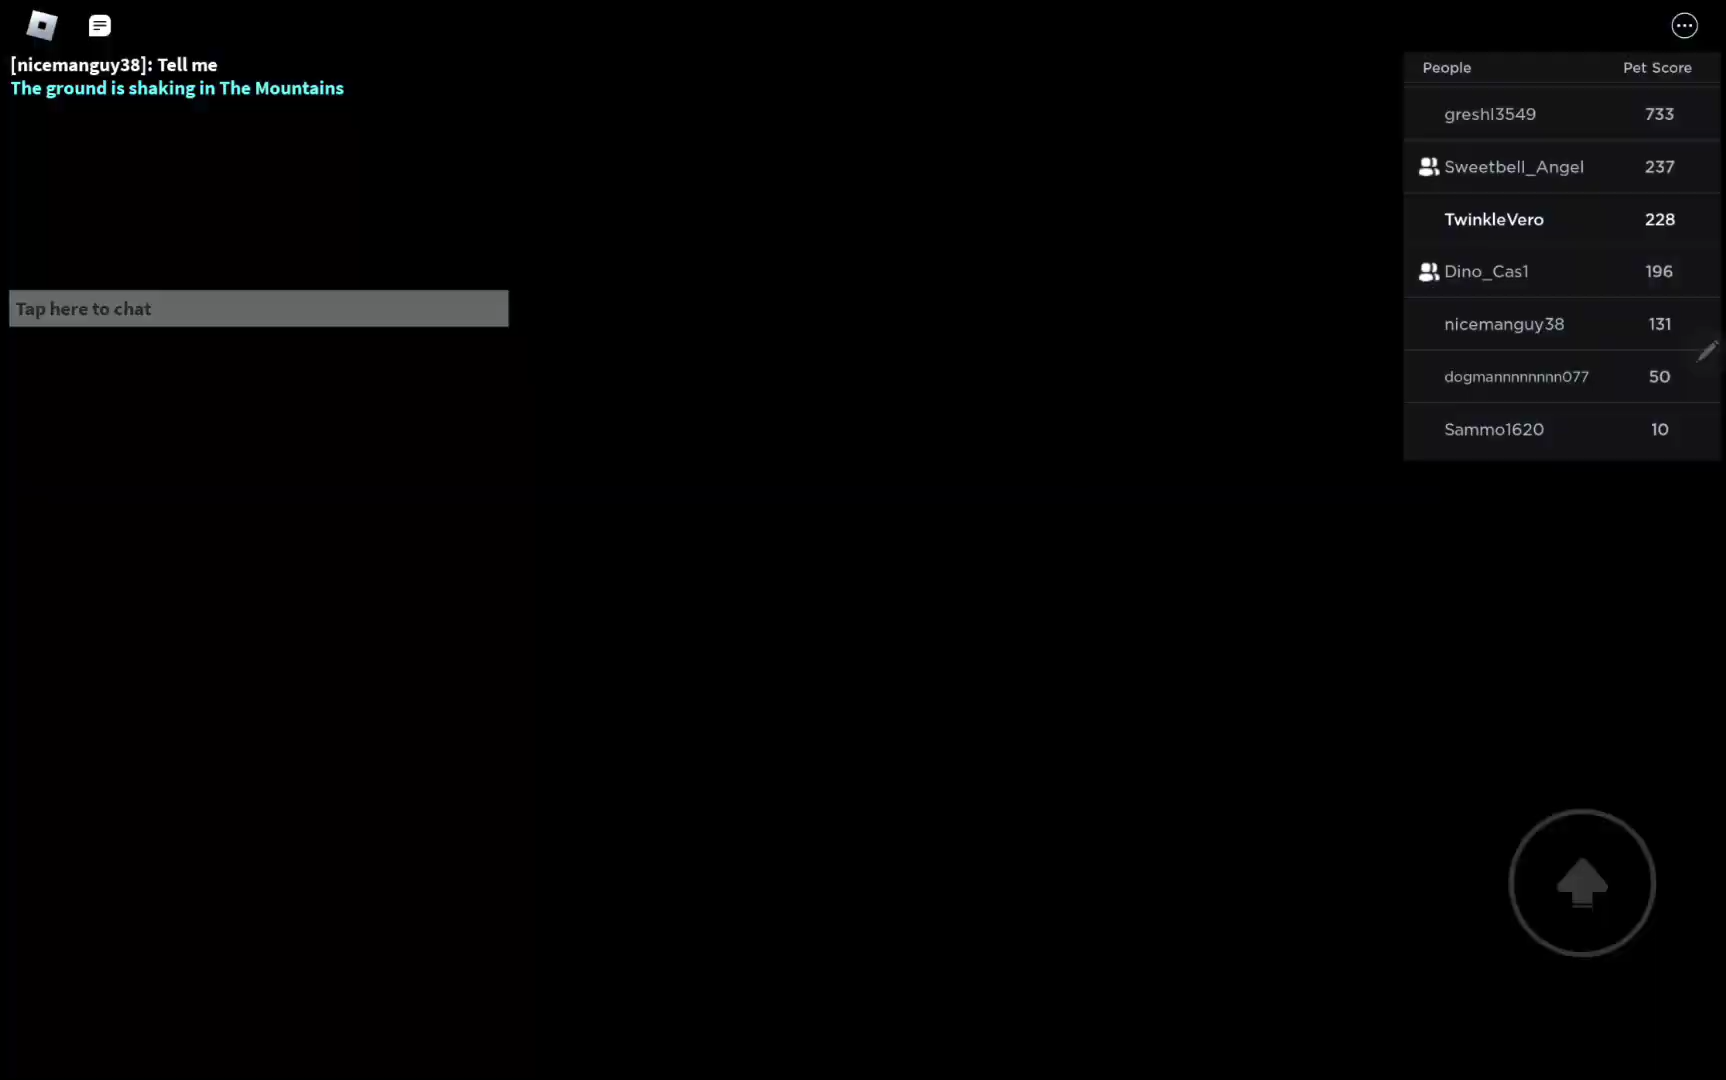 [nicemanguy38]: Tell me
The ground is shaking in The Mountains
Tap here to chat
People Pet Score
greshl3549 733
Sweetbell_Angel 237
TwinkleVero 228
Dino_Cas1 196
nicemanguy38 131
dogmannnnnnnn077 50
Sammo1620 10